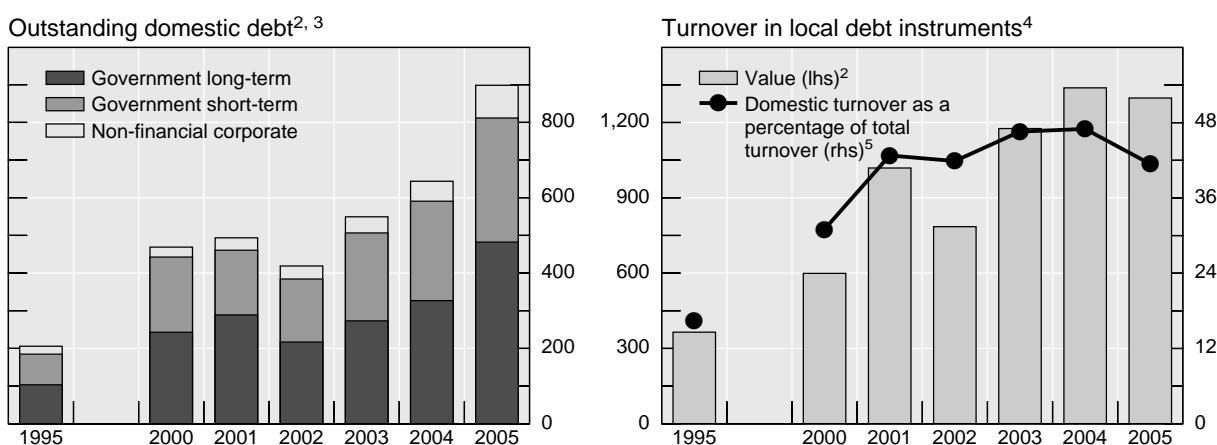 Outstanding domestic debt2, 3
Government long-term
Government short-term
Non-financial corporate
800
600
400
200
0
1995 2000 2001 2002 2003 2004 2005
Turnover in local debt instruments4
Value (lhs)2
Domestic turnover as a
percentage of total
turnover (rhs)5
1,200
900
600
300
0
48
36
24
12
0
1995 2000 2001 2002 2003 2004 2005